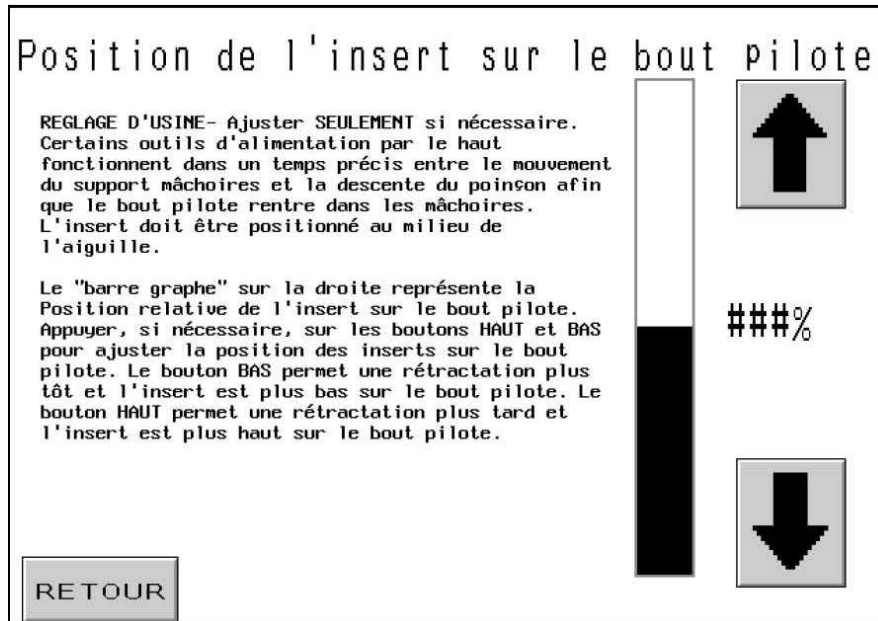 Position de l'insert sur le bout pilote
REGLAGE D'USINE- Ajuster SEULEMENT si nécessaire.
Certains outils d'alimentation par le haut
fonctionnent dans un temps précis entre le mouvement
du support mâchoires et la descente du poinçon afin
que le bout pilote rentre dans les mâchoires.
L'insert doit être positionné au milieu de
l'aiguille.
Le "barre graphe" sur la droite représente la
Position relative de l'insert sur le bout pilote.
Appuyer, si nécessaire, sur les boutons HAUT et BAS
pour ajuster la position des inserts sur le bout
pilote. Le bouton BAS permet une rétractation plus
tôt et l'insert est plus bas sur le bout pilote. Le
bouton HAUT permet une rétractation plus tard et
l'insert est plus haut sur le bout pilote.
###%
RETOUR